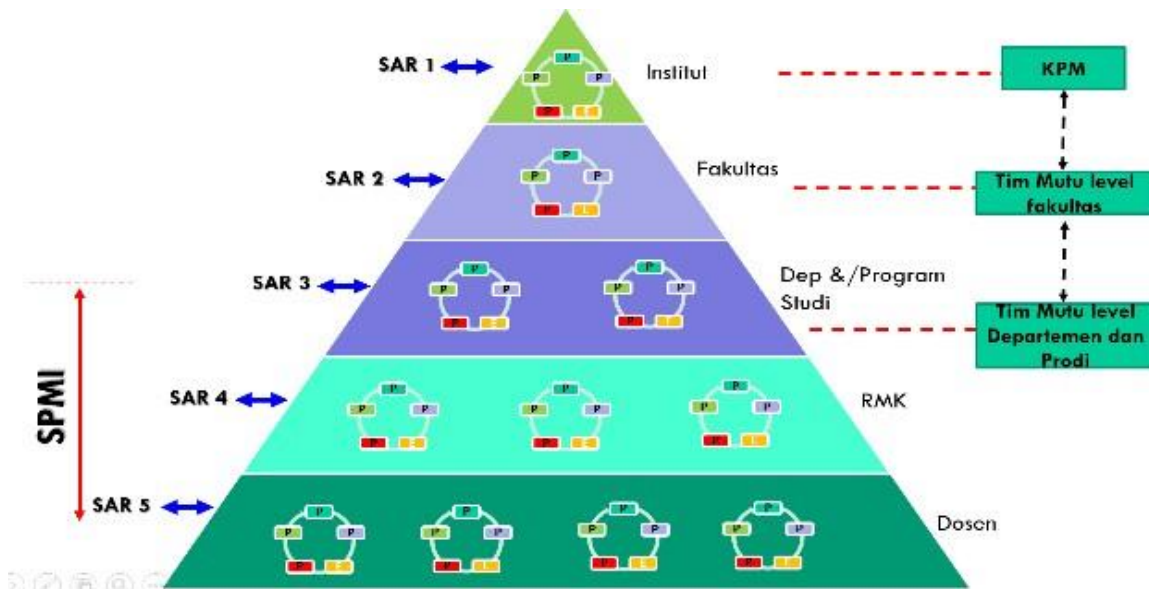 SAR 1
P
P
P
P
E
Institut
KPM
SAR 2
P
P
P
P
E
Fakultas
Tim Mutu level
fakultas
SAR 3
P
P
P
P
E
P
P
P
P
E
Dep &/Program
Studi
Tim Mutu level
Departemen dan
Prodi
SPMI
SAR 4
P
P
P
P
E
P
P
P
P
E
P
P
P
P
E
RMK
SAR 5
P
P
P
P
E
P
P
P
P
E
P
P
P
P
E
P
P
P
P
E
Dosen